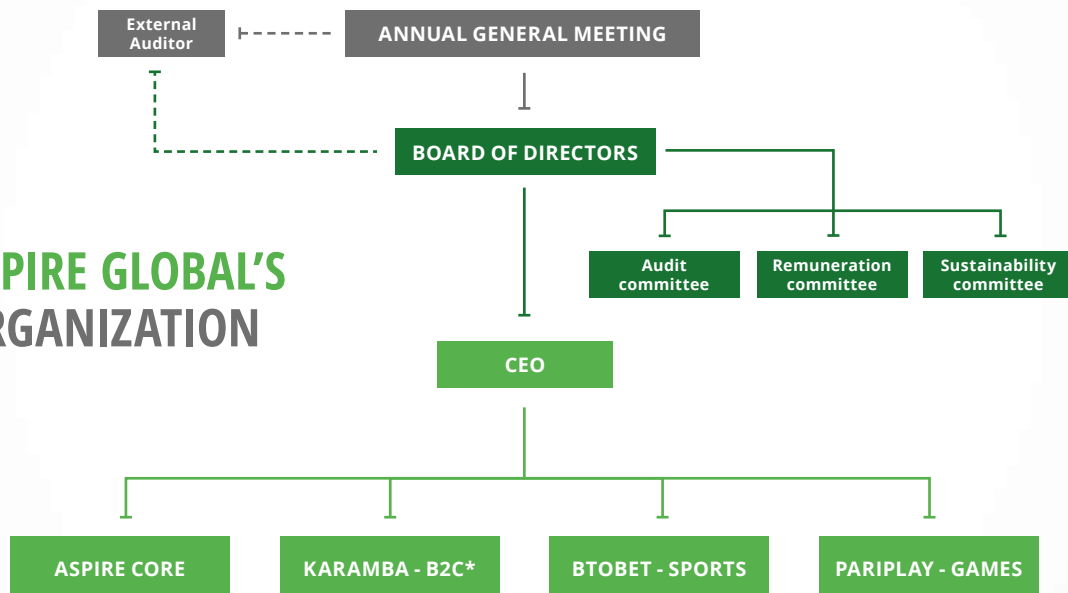 External
Auditor
ANNUAL GENERAL MEETING
BOARD OF DIRECTORS
PIRE GLOBAL'S
RGANIZATION
Audit
committee
Remuneration
committee
Sustainability
committee
CEO
ASPIRE CORE
KARAMBA - B2C*
BTOBET - SPORTS
PARIPLAY - GAMES